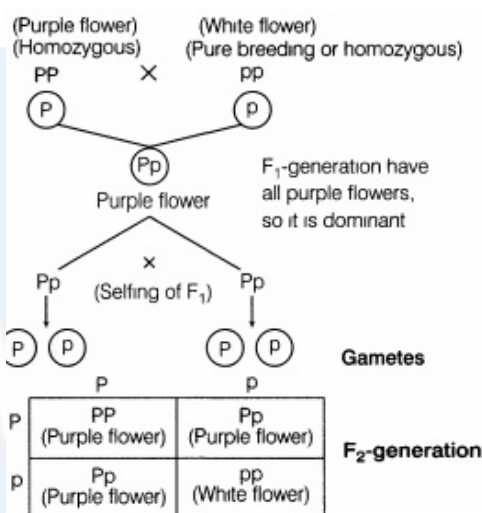 (Purple flower) (White flower)
(Homozygous) (Pure breeding or homozygous)
PP × pp
P p
Pp
F₁-generation have
all purple flowers,
so it is dominant
Purple flower
Pp × Pp
(Selfing of F₁)
P p P p
Gametes
P p
P PP Pp
(Purple flower) (Purple flower)
F₂-generation
p Pp pp
(Purple flower) (White flower)